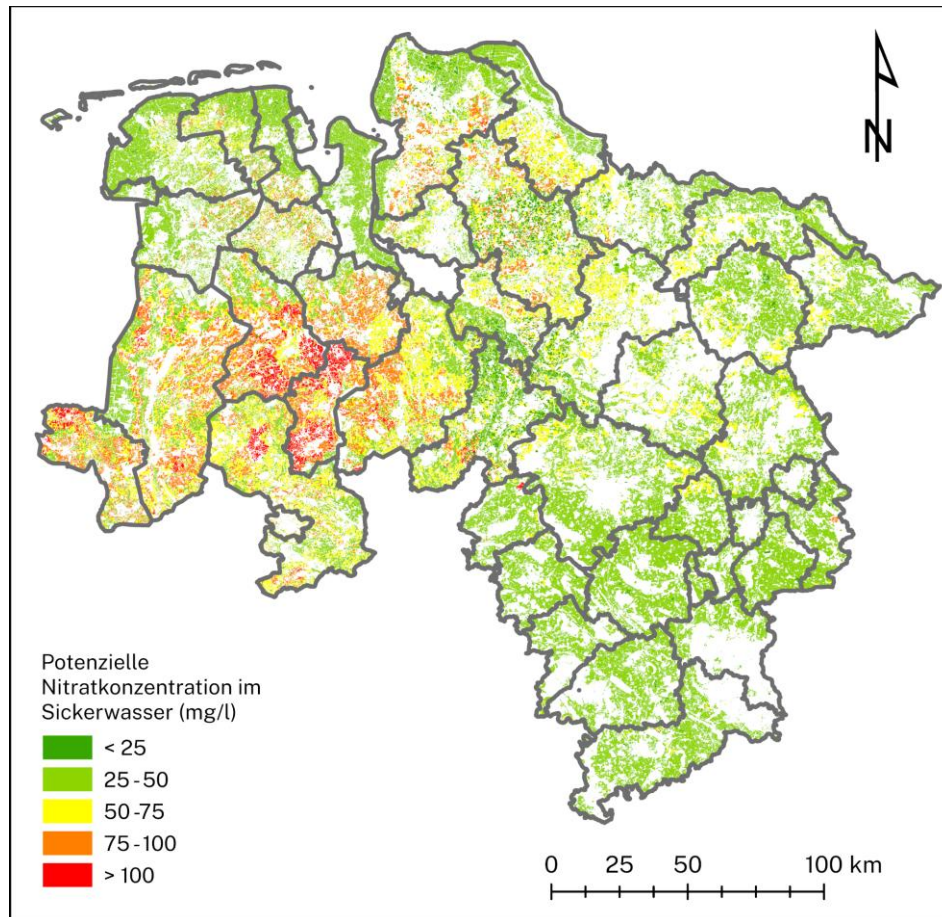 N
Potenzielle
Nitratkonzentration im
Sickerwasser (mg/l)
< 25
25 - 50
50 -75
75 - 100
> 100
0 25 50 100 km